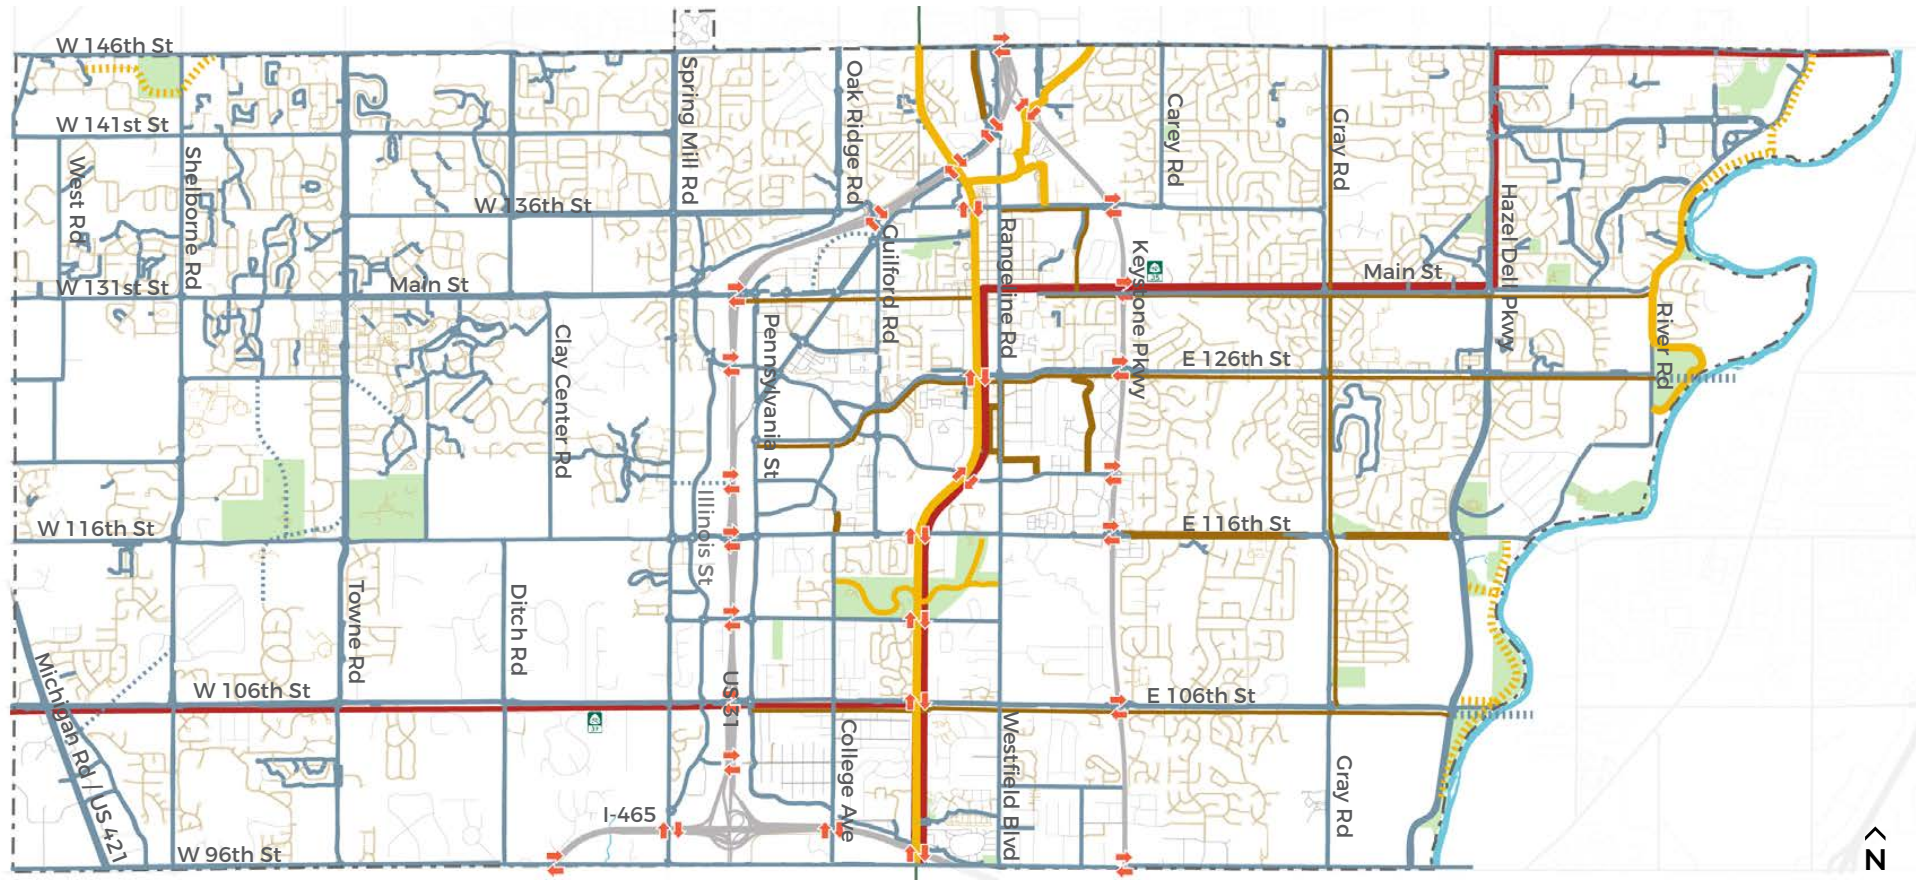 W 146th St
W 141st St
West Rd
Shelborne Rd
W 136th St
Spring Mill Rd
Oak Ridge Rd
Guilford Rd
Rangeline Rd
Carey Rd
Gray Rd
Hazel Dell Pkwy
W 131st St
Main St
Main St
Keystone Pkwy
35
Clay Center Rd
Pennsylvania St
E 126th St
River Rd
W 116th St
Illinois St
E 116th St
Towne Rd
Ditch Rd
Michigan Rd / US 421
W 106th St
US 31
E 106th St
37
College Ave
Westfield Blvd
Gray Rd
I-465
W 96th St
N